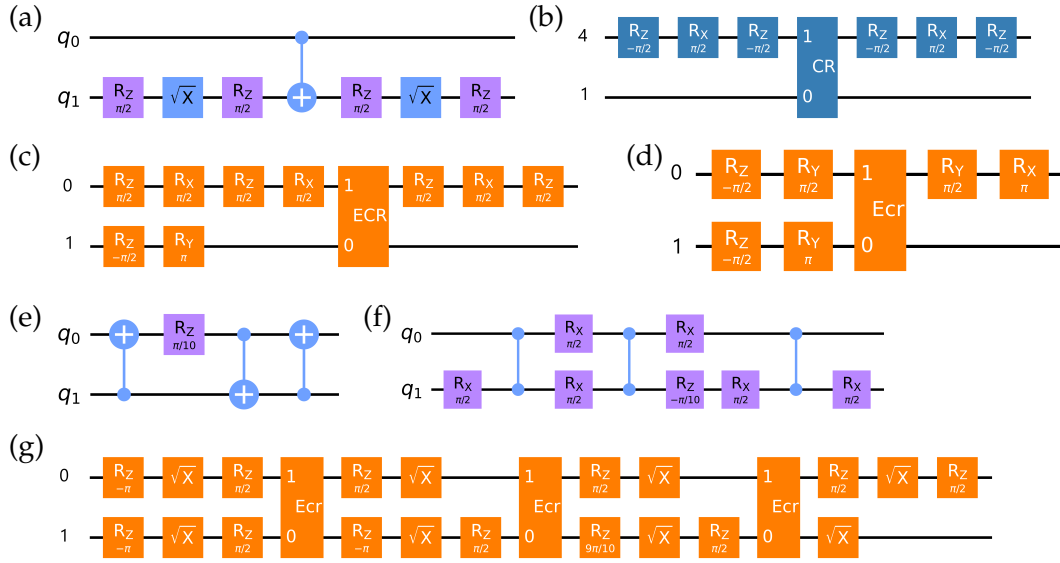 (a)
q0
q1
RZ π/2
√X
RZ π/2
RZ π/2
√X
RZ π/2
(b)
4
1
RZ −π/2
RX π/2
RZ −π/2
1
CR
0
RZ −π/2
RX π/2
RZ −π/2
(c)
0
1
RZ π/2
RX π/2
RZ π/2
RX π/2
1
ECR
0
RZ π/2
RX π/2
RZ π/2
RZ −π/2
RY π
(d)
0
1
RZ −π/2
RY π/2
1
Ecr
0
RY π/2
RX π
RZ −π/2
RY π
(e)
q0
q1
RZ π/10
(f)
q0
q1
RX π/2
RX π/2
RX π/2
RX π/2
RZ −π/10
RX π/2
RX π/2
(g)
0
RZ −π
√X
RZ π/2
1
Ecr
0
RZ π/2
√X
1
Ecr
0
RZ π/2
√X
1
Ecr
0
RZ π/2
√X
RZ π/2
1
RZ −π
√X
RZ π/2
RZ −π
√X
RZ π/2
RZ 9π/10
√X
RZ π/2
√X